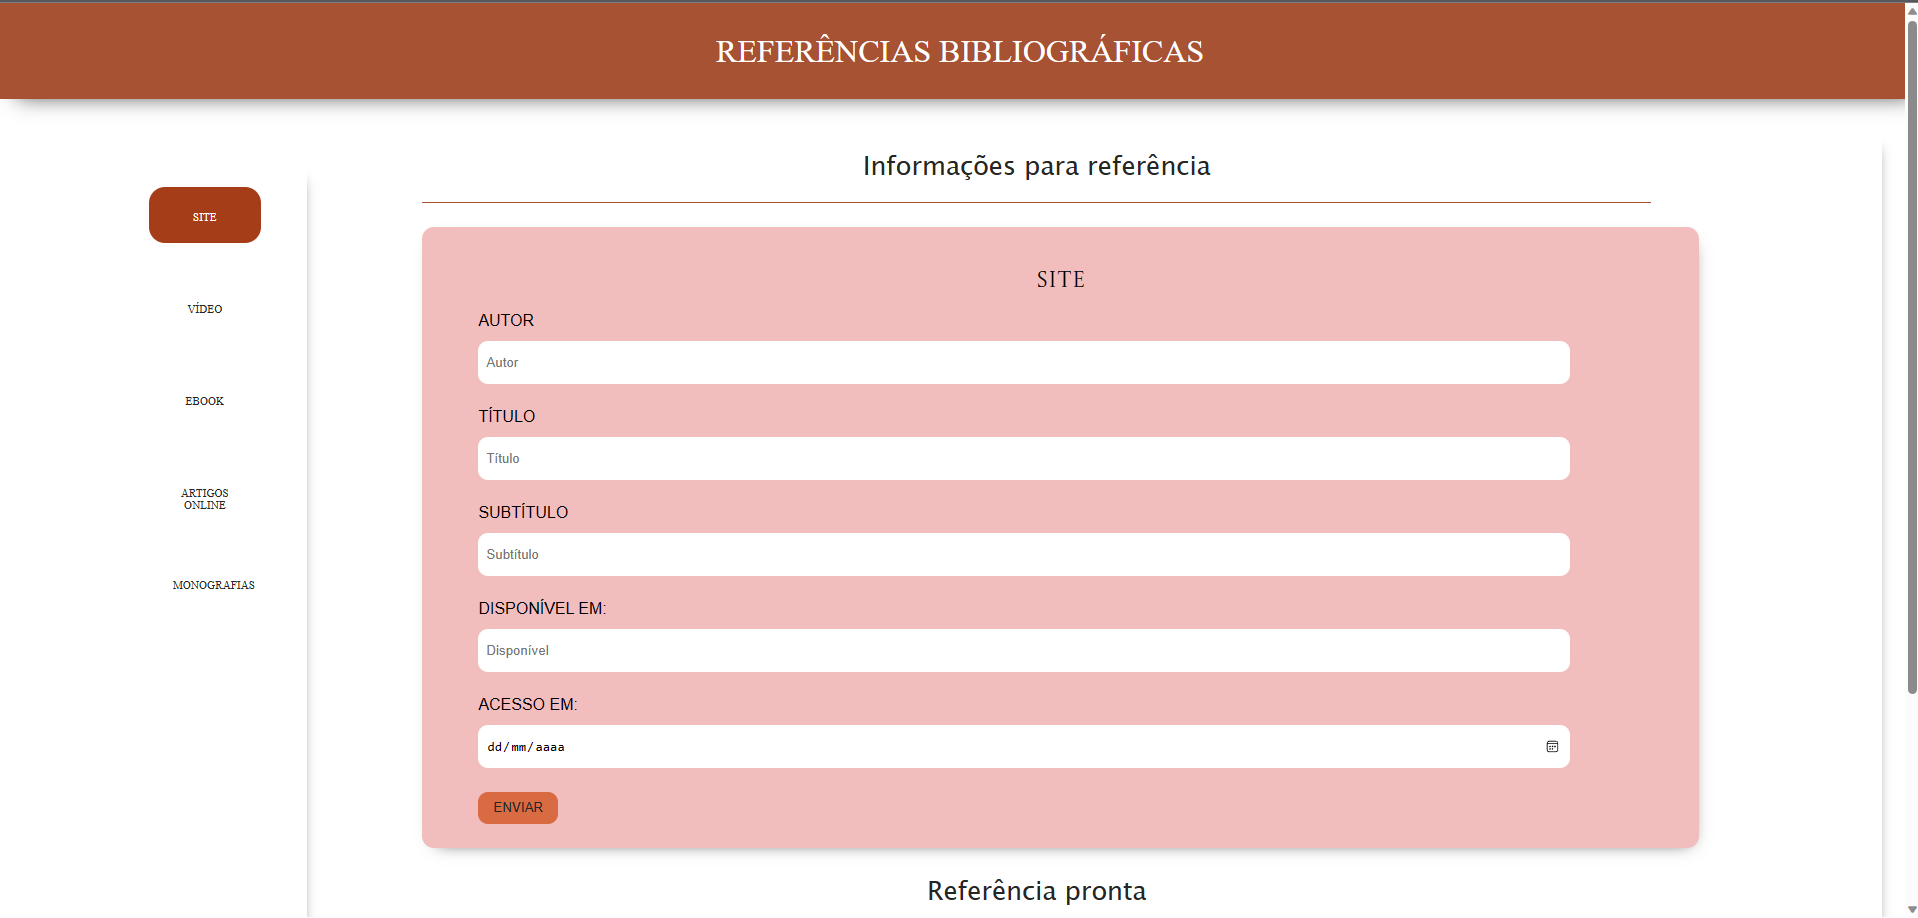 REFERÊNCIAS BIBLIOGRÁFICAS
SITE
VÍDEO
EBOOK
ARTIGOS
ONLINE
MONOGRAFIAS
Informações para referência
SITE
AUTOR
Autor
TÍTULO
Título
SUBTÍTULO
Subtítulo
DISPONÍVEL EM:
Disponível
ACESSO EM:
dd/mm/aaaa
ENVIAR
Referência pronta